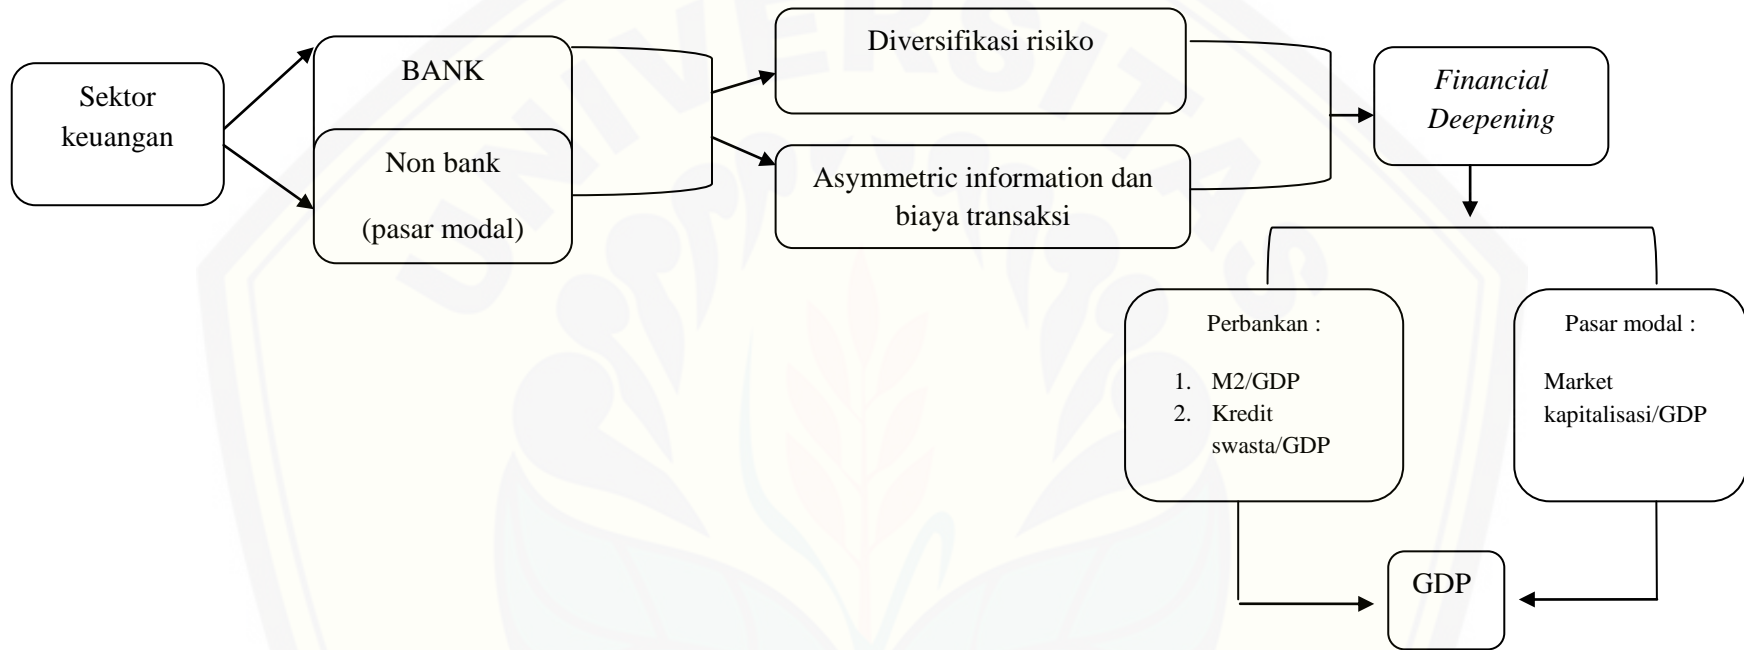 Sektor
keuangan
BANK
Non bank
(pasar modal)
Diversifikasi risiko
Asymmetric information dan
biaya transaksi
Financial
Deepening
Perbankan :
1. M2/GDP
2. Kredit
swasta/GDP
Pasar modal :
Market
kapitalisasi/GDP
GDP
UNIVERSITAS